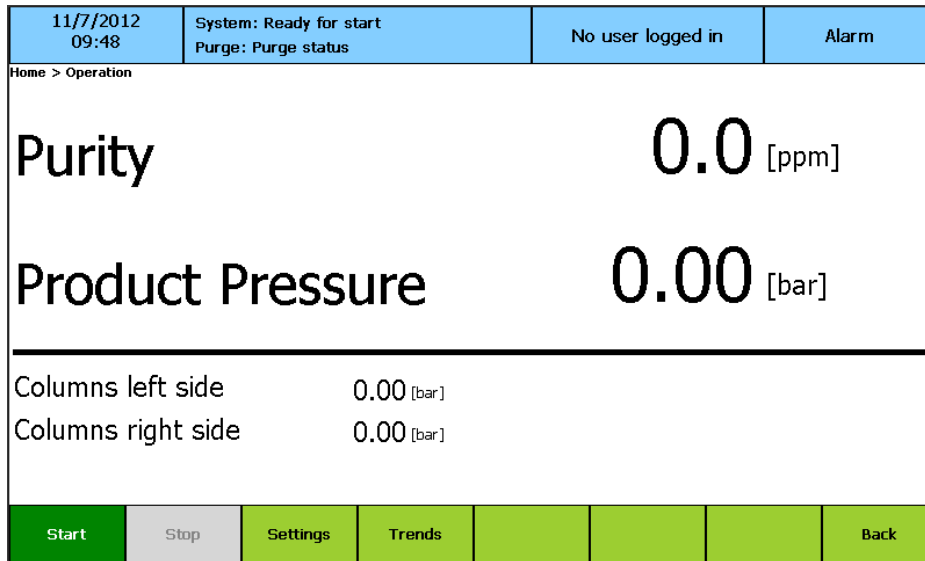 11/7/2012
09:48
System: Ready for start
Purge: Purge status
No user logged in
Alarm
Home > Operation
Purity 0.0 [ppm]
Product Pressure 0.00 [bar]
Columns left side 0.00 [bar]
Columns right side 0.00 [bar]
Start Stop Settings Trends Back